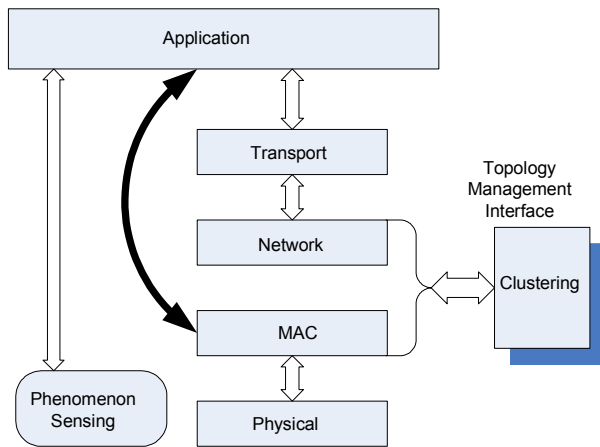 Application
Transport
Topology
Management
Interface
Network
Clustering
MAC
Phenomenon
Sensing
Physical